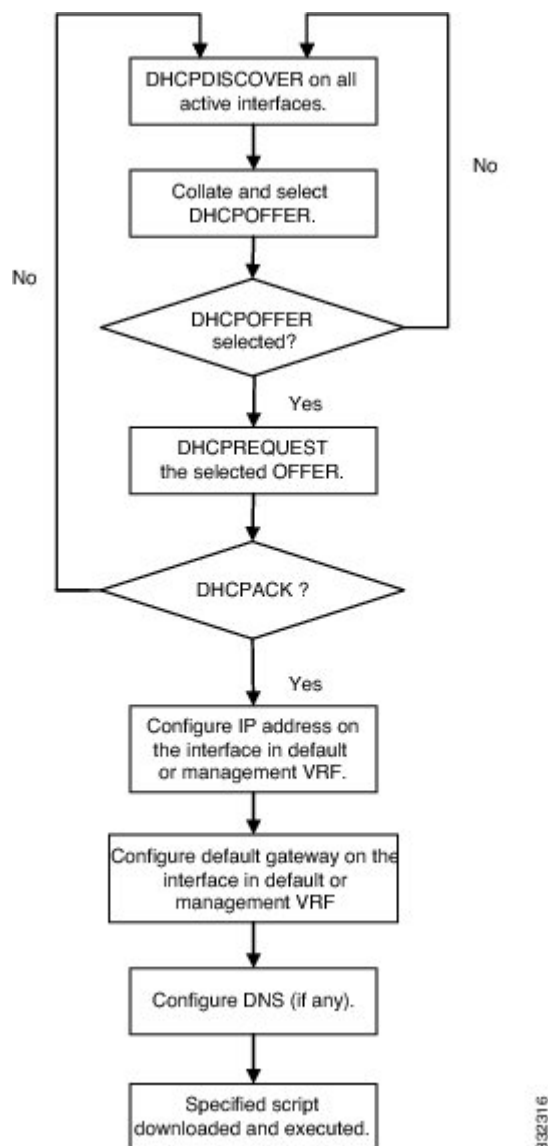 DHCPDISCOVER on all
active interfaces.
No
Collate and select
DHCPOFFER.
No
DHCPOFFER
selected?
Yes
DHCPREQUEST
the selected OFFER.
DHCPACK ?
Yes
Configure IP address on
the interface in default
or management VRF.
Configure default gateway on the
interface in default or
management VRF
Configure DNS (if any).
Specified script
downloaded and executed.